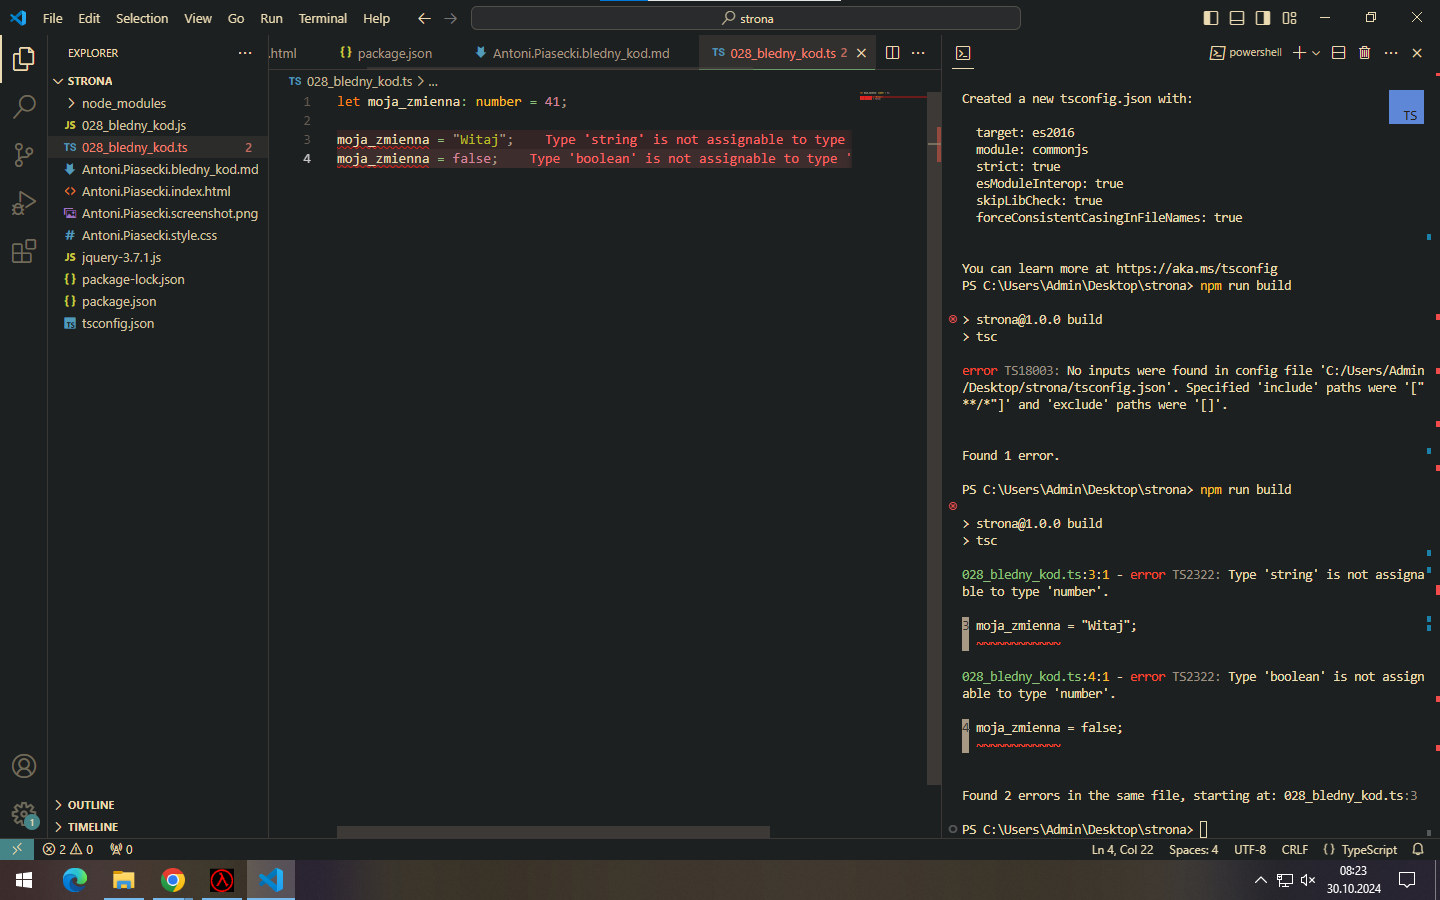 File Edit Selection View Go Run Terminal Help
strona
EXPLORER
STRONA
node_modules
JS 028_bledny_kod.js
TS 028_bledny_kod.ts 2
Antoni.Piasecki.bledny_kod.md
<> Antoni.Piasecki.index.html
Antoni.Piasecki.screenshot.png
# Antoni.Piasecki.style.css
JS jquery-3.7.1.js
{} package-lock.json
{} package.json
TS tsconfig.json
OUTLINE
TIMELINE
.html
{} package.json
Antoni.Piasecki.bledny_kod.md
TS 028_bledny_kod.ts 2
TS 028_bledny_kod.ts > ...
1 let moja_zmienna: number = 41;
2
3 moja_zmienna = "Witaj"; Type 'string' is not assignable to type
4 moja_zmienna = false; Type 'boolean' is not assignable to type '
powershell
TS
Created a new tsconfig.json with:
target: es2016
module: commonjs
strict: true
esModuleInterop: true
skipLibCheck: true
forceConsistentCasingInFileNames: true
You can learn more at https://aka.ms/tsconfig
PS C:\Users\Admin\Desktop\strona> npm run build
> strona@1.0.0 build
> tsc
error TS18003: No inputs were found in config file 'C:/Users/Admin
/Desktop/strona/tsconfig.json'. Specified 'include' paths were '["
**/*"]' and 'exclude' paths were '[]'.
Found 1 error.
PS C:\Users\Admin\Desktop\strona> npm run build
> strona@1.0.0 build
> tsc
028_bledny_kod.ts:3:1 - error TS2322: Type 'string' is not assigna
ble to type 'number'.
3 moja_zmienna = "Witaj";
~~~~~~~~~~~~
028_bledny_kod.ts:4:1 - error TS2322: Type 'boolean' is not assign
able to type 'number'.
4 moja_zmienna = false;
~~~~~~~~~~~~
Found 2 errors in the same file, starting at: 028_bledny_kod.ts:3
PS C:\Users\Admin\Desktop\strona>
1
2 0 0
Ln 4, Col 22 Spaces: 4 UTF-8 CRLF {} TypeScript
08:23
30.10.2024